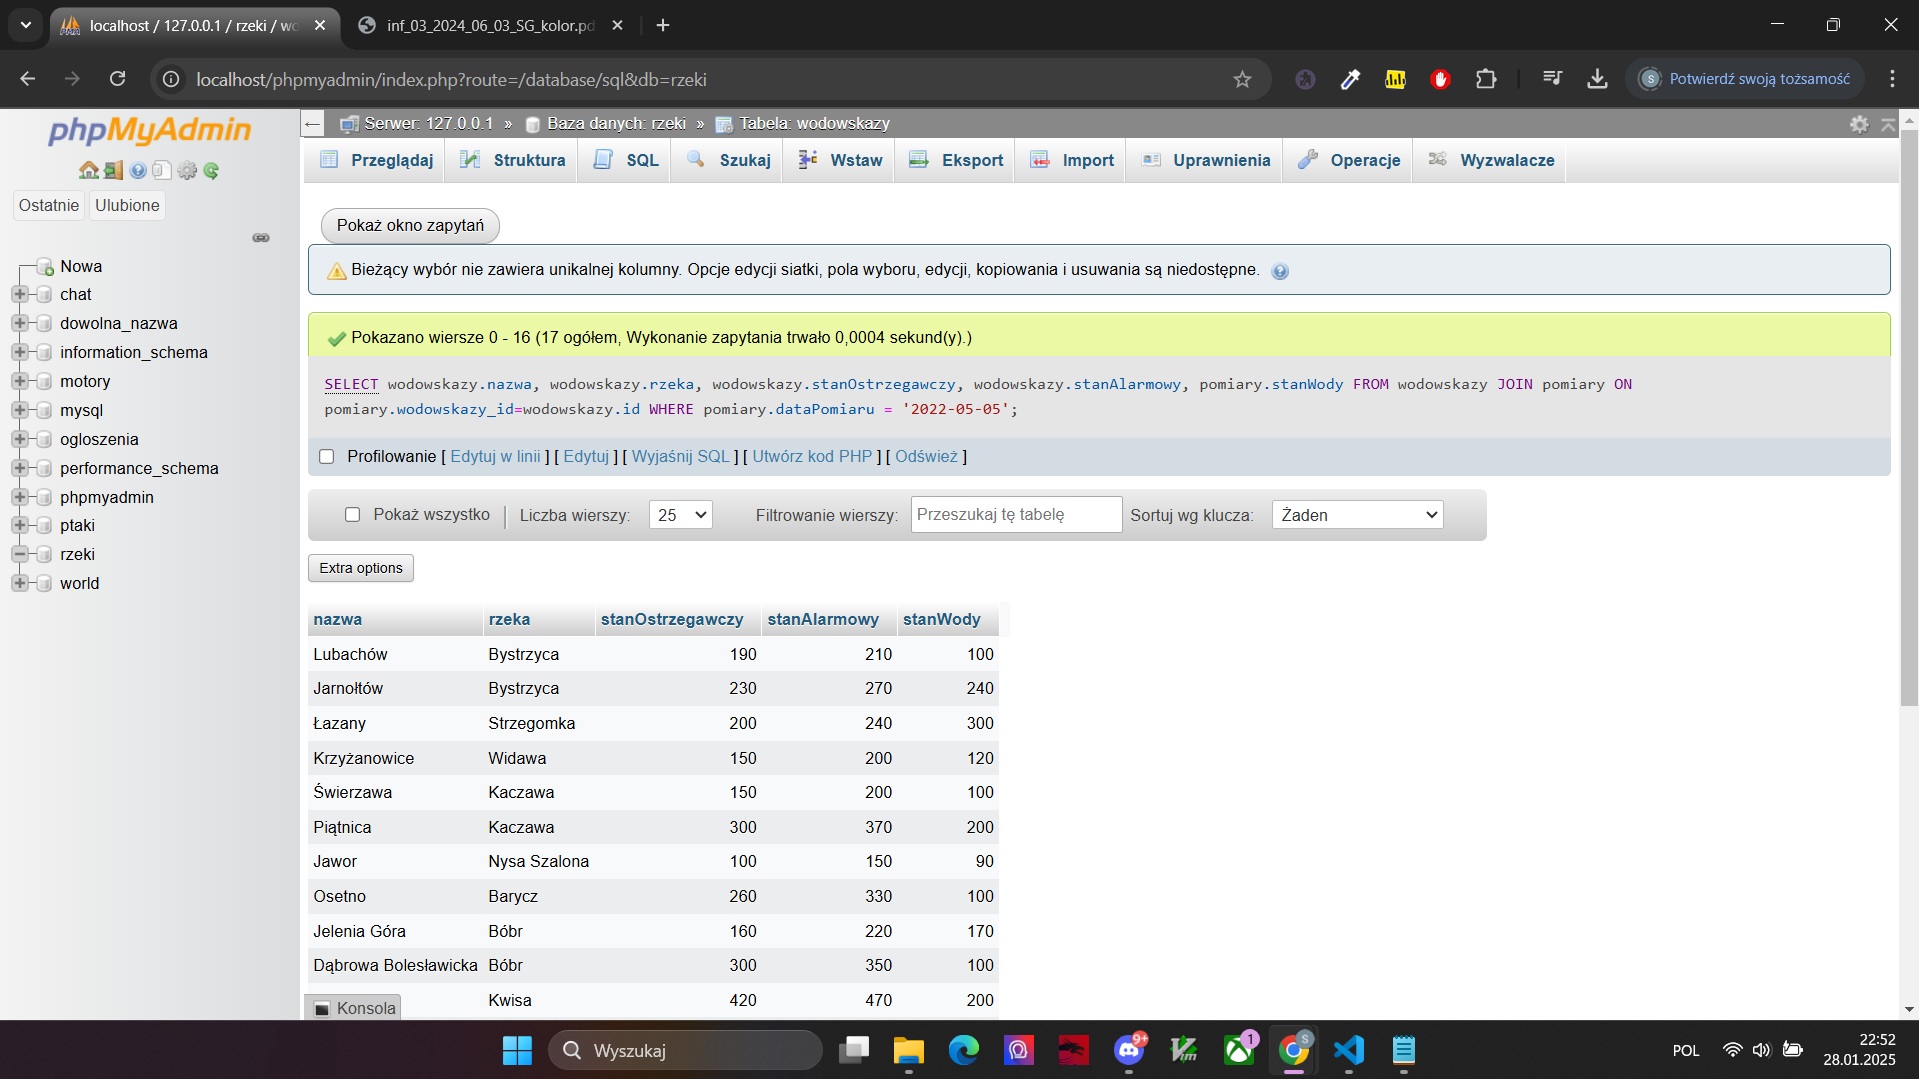 localhost / 127.0.0.1 / rzeki / wo
inf_03_2024_06_03_SG_kolor.pd
localhost/phpmyadmin/index.php?route=/database/sql&db=rzeki
S Potwierdź swoją tożsamość
phpMyAdmin
Ostatnie Ulubione
Nowa
chat
dowolna_nazwa
information_schema
motory
mysql
ogloszenia
performance_schema
phpmyadmin
ptaki
rzeki
world
Serwer: 127.0.0.1 » Baza danych: rzeki » Tabela: wodowskazy
Przeglądaj Struktura SQL Szukaj Wstaw Eksport Import Uprawnienia Operacje Wyzwalacze
Pokaż okno zapytań
Bieżący wybór nie zawiera unikalnej kolumny. Opcje edycji siatki, pola wyboru, edycji, kopiowania i usuwania są niedostępne.
Pokazano wiersze 0 - 16 (17 ogółem, Wykonanie zapytania trwało 0,0004 sekund(y).)
SELECT wodowskazy.nazwa, wodowskazy.rzeka, wodowskazy.stanOstrzegawczy, wodowskazy.stanAlarmowy, pomiary.stanWody FROM wodowskazy JOIN pomiary ON
pomiary.wodowskazy_id=wodowskazy.id WHERE pomiary.dataPomiaru = '2022-05-05';
Profilowanie [ Edytuj w linii ] [ Edytuj ] [ Wyjaśnij SQL ] [ Utwórz kod PHP ] [ Odśwież ]
Pokaż wszystko | Liczba wierszy: 25 Filtrowanie wierszy: Przeszukaj tę tabelę Sortuj wg klucza: Żaden
Extra options
nazwa rzeka stanOstrzegawczy stanAlarmowy stanWody
Lubachów Bystrzyca 190 210 100
Jarnołtów Bystrzyca 230 270 240
Łazany Strzegomka 200 240 300
Krzyżanowice Widawa 150 200 120
Świerzawa Kaczawa 150 200 100
Piątnica Kaczawa 300 370 200
Jawor Nysa Szalona 100 150 90
Osetno Barycz 260 330 100
Jelenia Góra Bóbr 160 220 170
Dąbrowa Bolesławicka Bóbr 300 350 100
Kwisa 420 470 200
Konsola
Wyszukaj
9+
1
S
POL
22:52
28.01.2025